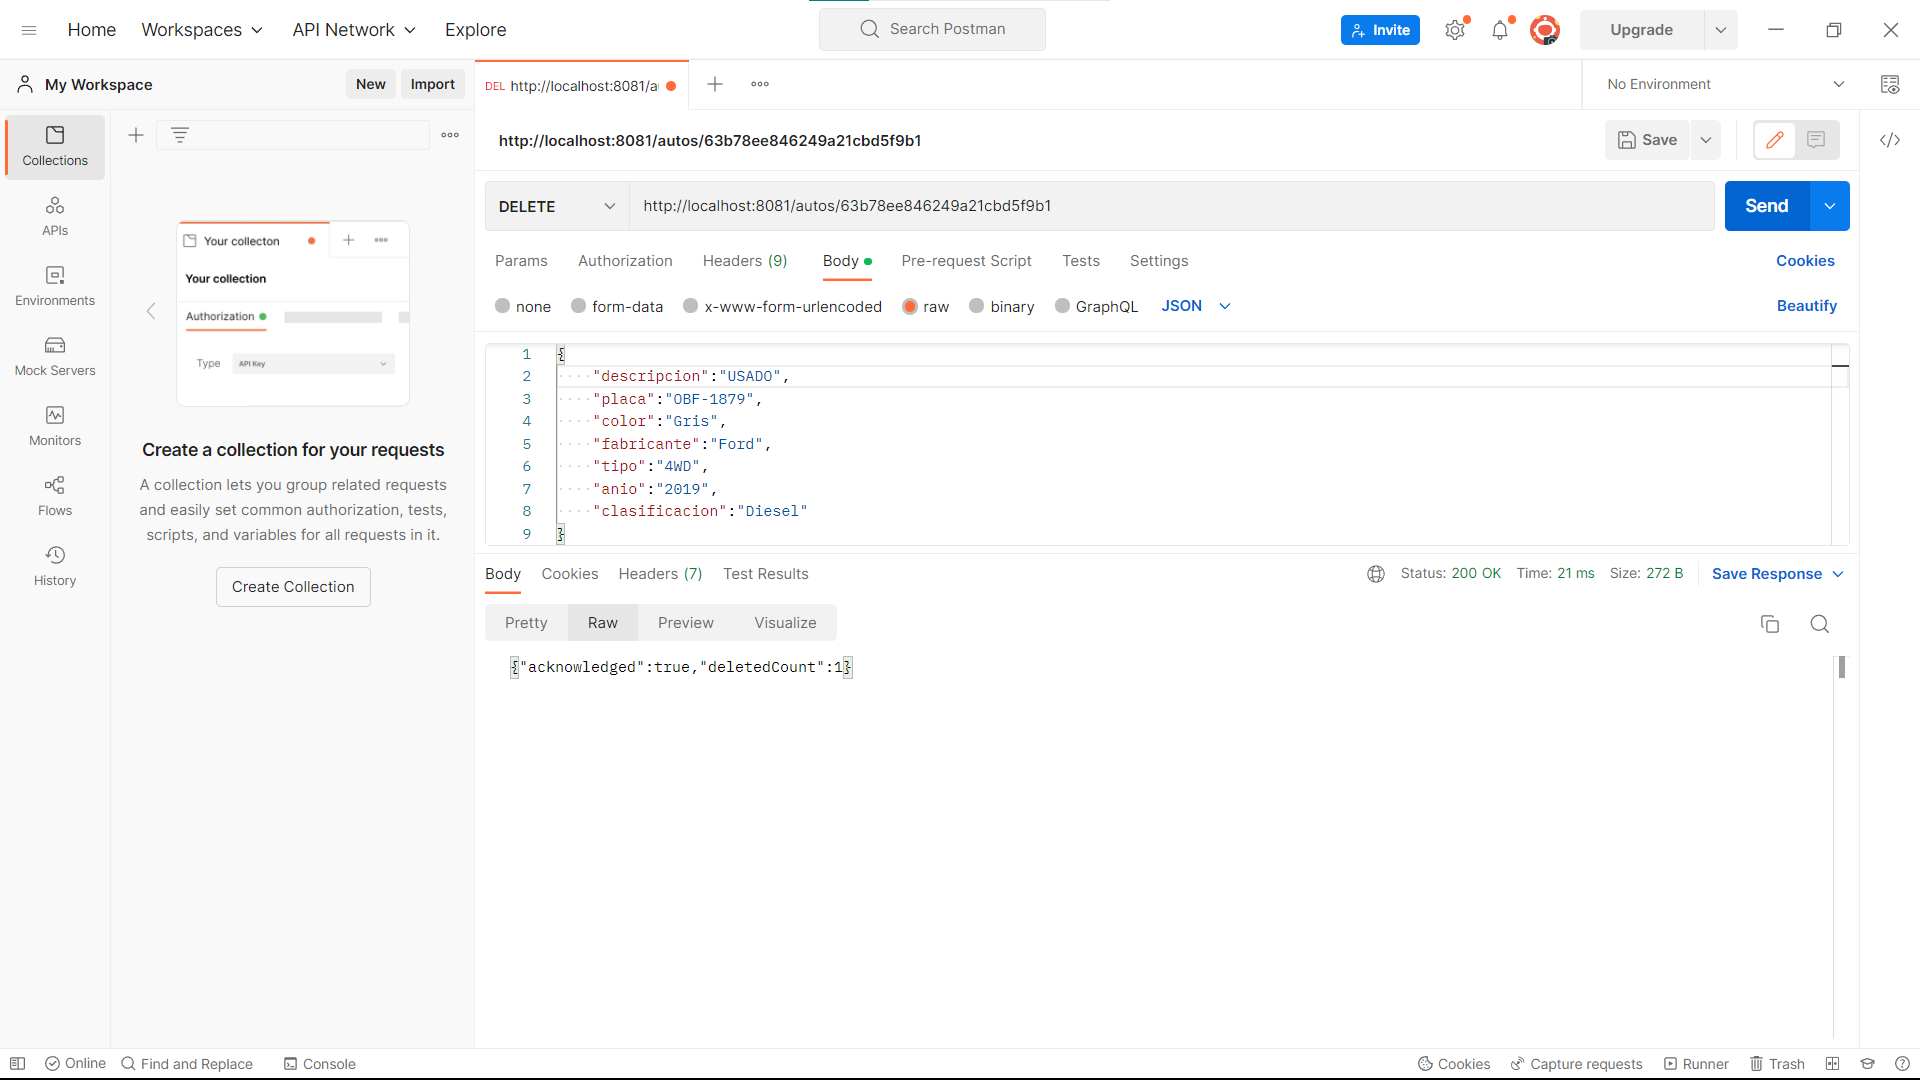 Home Workspaces API Network Explore Search Postman Invite Upgrade
My Workspace New Import DEL http://localhost:8081/a No Environment
http://localhost:8081/autos/63b78ee846249a21cbd5f9b1 Save
Collections
APIs
Environments
Mock Servers
Monitors
Flows
History
Your collecton
Your collection
Authorization
Type API Key
Create a collection for your requests
A collection lets you group related requests
and easily set common authorization, tests,
scripts, and variables for all requests in it.
Create Collection
DELETE http://localhost:8081/autos/63b78ee846249a21cbd5f9b1 Send
Params Authorization Headers (9) Body Pre-request Script Tests Settings Cookies
none form-data x-www-form-urlencoded raw binary GraphQL JSON Beautify
1 {
2 "descripcion":"USADO",
3 "placa":"OBF-1879",
4 "color":"Gris",
5 "fabricante":"Ford",
6 "tipo":"4WD",
7 "anio":"2019",
8 "clasificacion":"Diesel"
9 }
Body Cookies Headers (7) Test Results Status: 200 OK Time: 21 ms Size: 272 B Save Response
Pretty Raw Preview Visualize
{"acknowledged":true,"deletedCount":1}
Online Find and Replace Console Cookies Capture requests Runner Trash